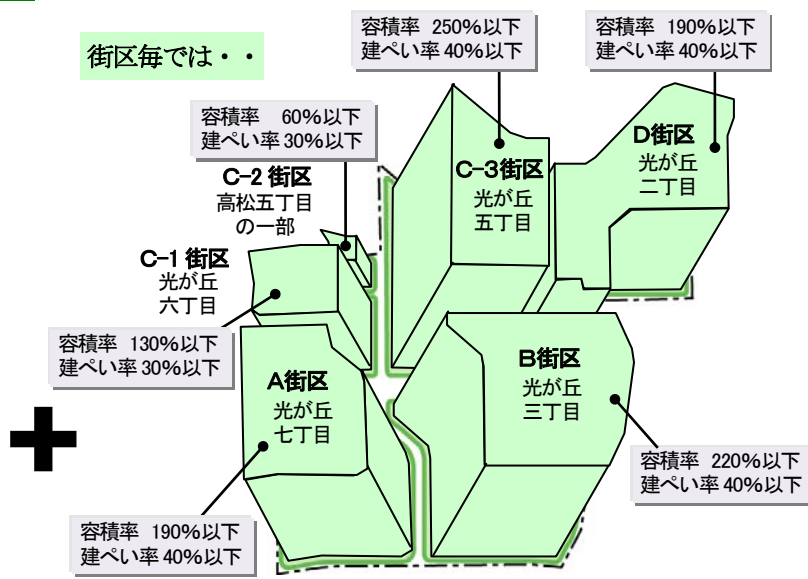 街区毎では・・
容積率 250%以下
建ぺい率 40%以下
容積率 190%以下
建ぺい率 40%以下
容積率 60%以下
建ぺい率 30%以下
C-2 街区
高松五丁目
の一部
C-3街区
光が丘
五丁目
D街区
光が丘
二丁目
C-1 街区
光が丘
六丁目
容積率 130%以下
建ぺい率 30%以下
A街区
光が丘
七丁目
B街区
光が丘
三丁目
容積率 220%以下
建ぺい率 40%以下
容積率 190%以下
建ぺい率 40%以下